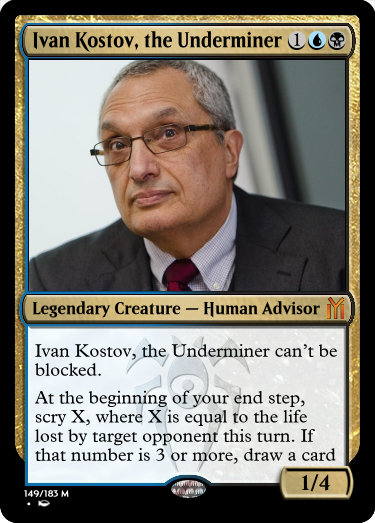 Ivan Kostov, the Underminer 1
Legendary Creature — Human Advisor
Ivan Kostov, the Underminer can't be
blocked.
At the beginning of your end step,
scry X, where X is equal to the life
lost by target opponent this turn. If
that number is 3 or more, draw a card
1/4
149/183 M